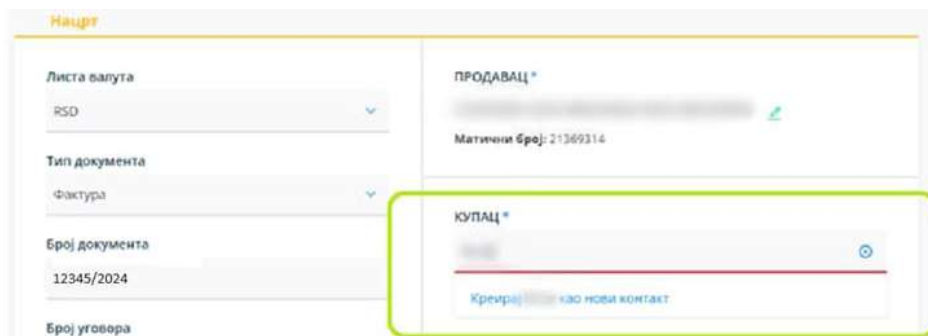 Нацрт
Листа валута
RSD
Тип документа
Фактура
Број документа
12345/2024
Број уговора
ПРОДАВАЦ *
Матични број: 21369314
КУПАЦ *
Креирај као нови контакт